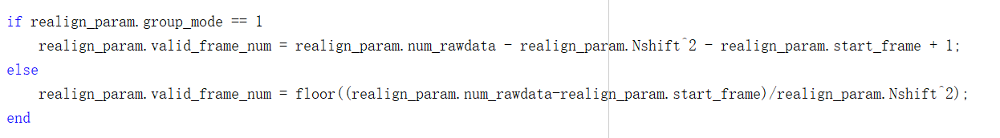 if realign_param.group_mode == 1
    realign_param.valid_frame_num = realign_param.num_rawdata - realign_param.Nshift^2 - realign_param.start_frame + 1;
else
    realign_param.valid_frame_num = floor((realign_param.num_rawdata-realign_param.start_frame)/realign_param.Nshift^2);
end